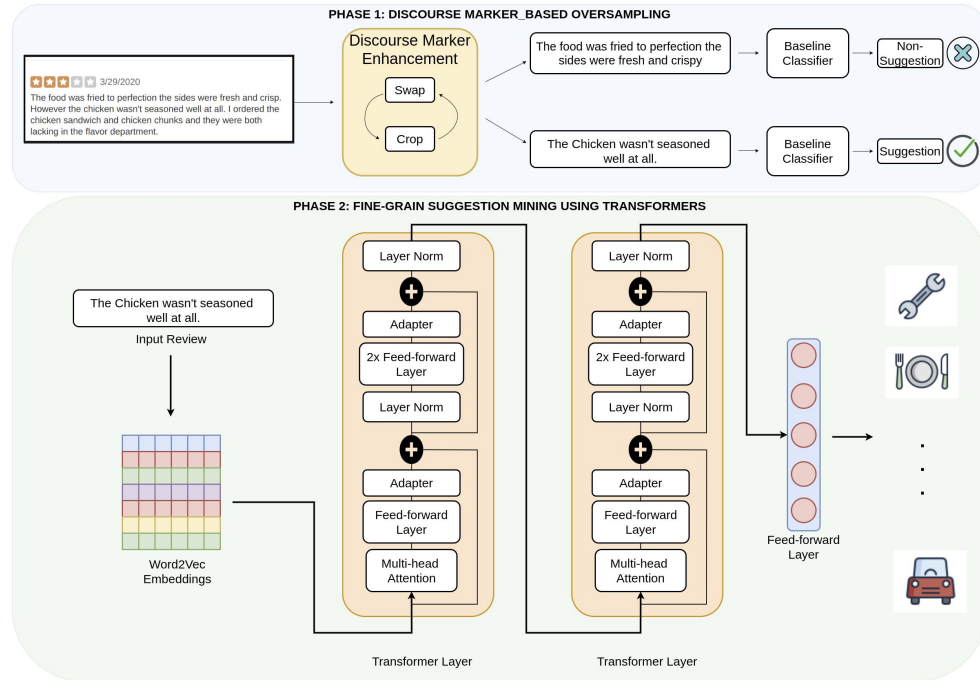 PHASE 1: DISCOURSE MARKER_BASED OVERSAMPLING
3/29/2020
The food was fried to perfection the sides were fresh and crisp.
However the chicken wasn't seasoned well at all. I ordered the
chicken sandwich and chicken chunks and they were both
lacking in the flavor department.
Discourse Marker
Enhancement
Swap
Crop
The food was fried to perfection the
sides were fresh and crispy
Baseline
Classifier
Non-
Suggestion
The Chicken wasn't seasoned
well at all.
Baseline
Classifier
Suggestion
PHASE 2: FINE-GRAIN SUGGESTION MINING USING TRANSFORMERS
The Chicken wasn't seasoned
well at all.
Input Review
Word2Vec
Embeddings
Layer Norm
Adapter
2x Feed-forward
Layer
Layer Norm
Adapter
Feed-forward
Layer
Multi-head
Attention
Transformer Layer
Layer Norm
Adapter
2x Feed-forward
Layer
Layer Norm
Adapter
Feed-forward
Layer
Multi-head
Attention
Transformer Layer
Feed-forward
Layer